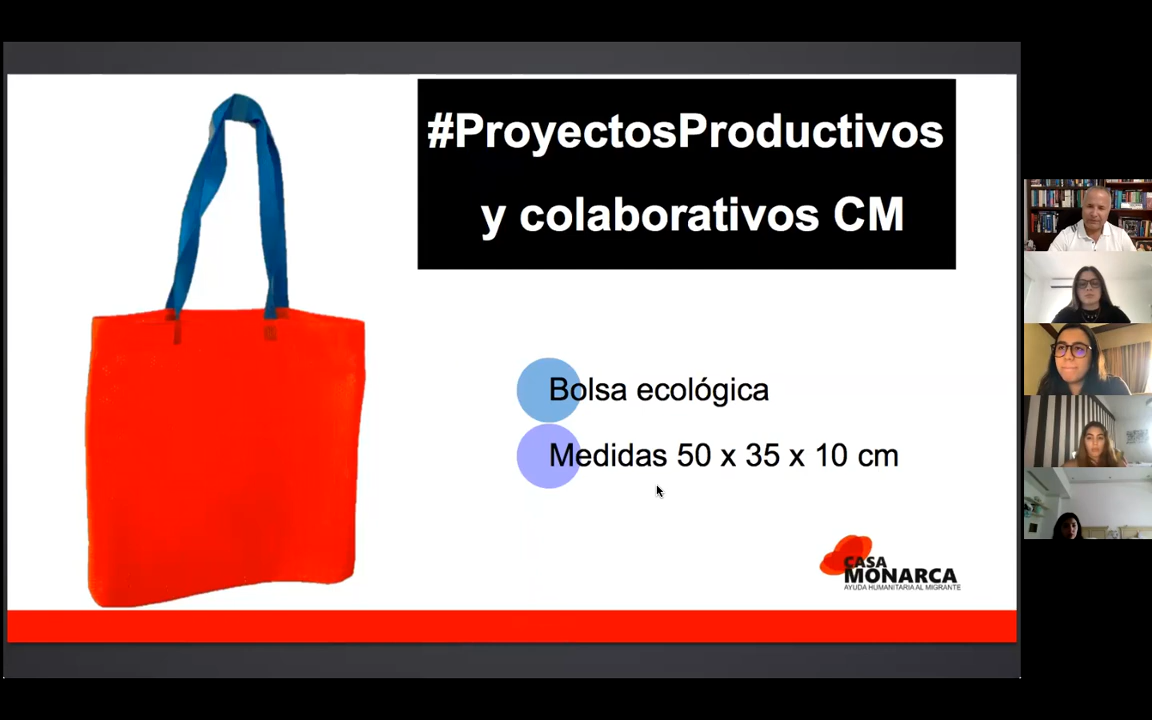 #ProyectosProductivos
y colaborativos CM
Bolsa ecológica
Medidas 50 x 35 x 10 cm
CASA
MONARCA
AYUDA HUMANITARIA AL MIGRANTE